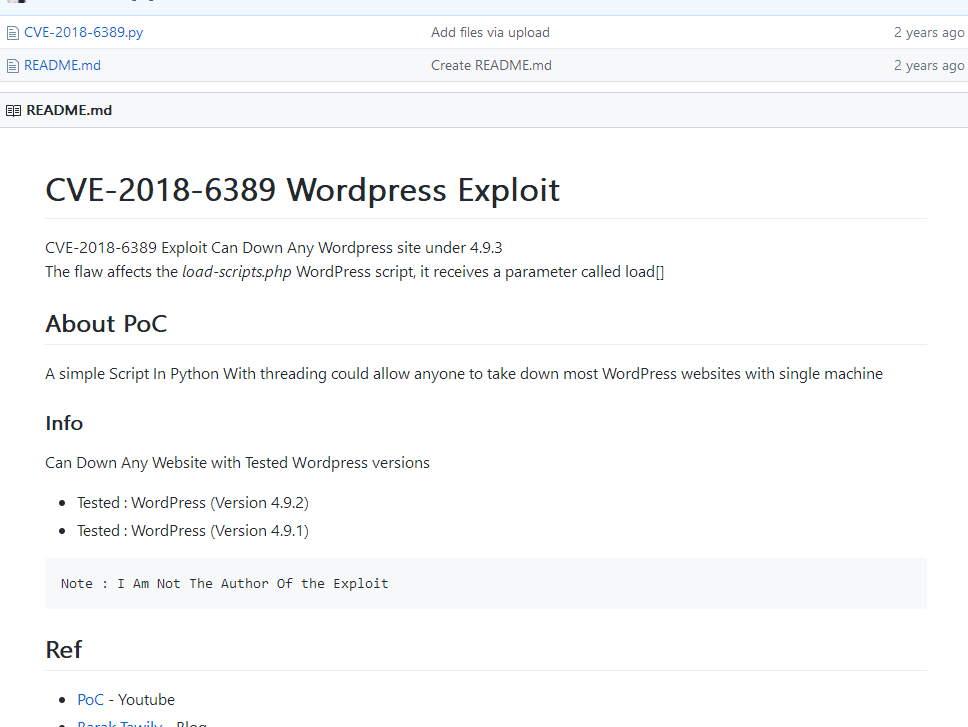 CVE-2018-6389.py Add files via upload 2 years ago
README.md Create README.md 2 years ago
README.md
CVE-2018-6389 Wordpress Exploit
CVE-2018-6389 Exploit Can Down Any Wordpress site under 4.9.3
The flaw affects the load-scripts.php WordPress script, it receives a parameter called load[]
About PoC
A simple Script In Python With threading could allow anyone to take down most WordPress websites with single machine
Info
Can Down Any Website with Tested Wordpress versions
Tested : WordPress (Version 4.9.2)
Tested : WordPress (Version 4.9.1)
Note : I Am Not The Author Of the Exploit
Ref
PoC - Youtube
Barak Tawily - Blog